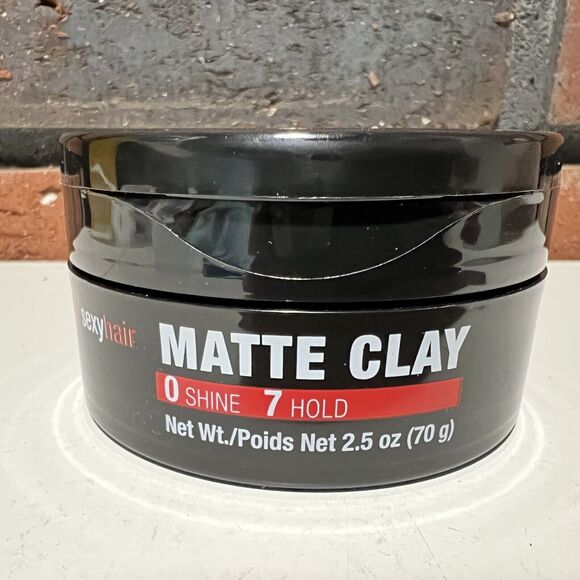 sexyhair
MATTE CLAY
0 SHINE 7 HOLD
Net Wt./Poids Net 2.5 oz (70 g)